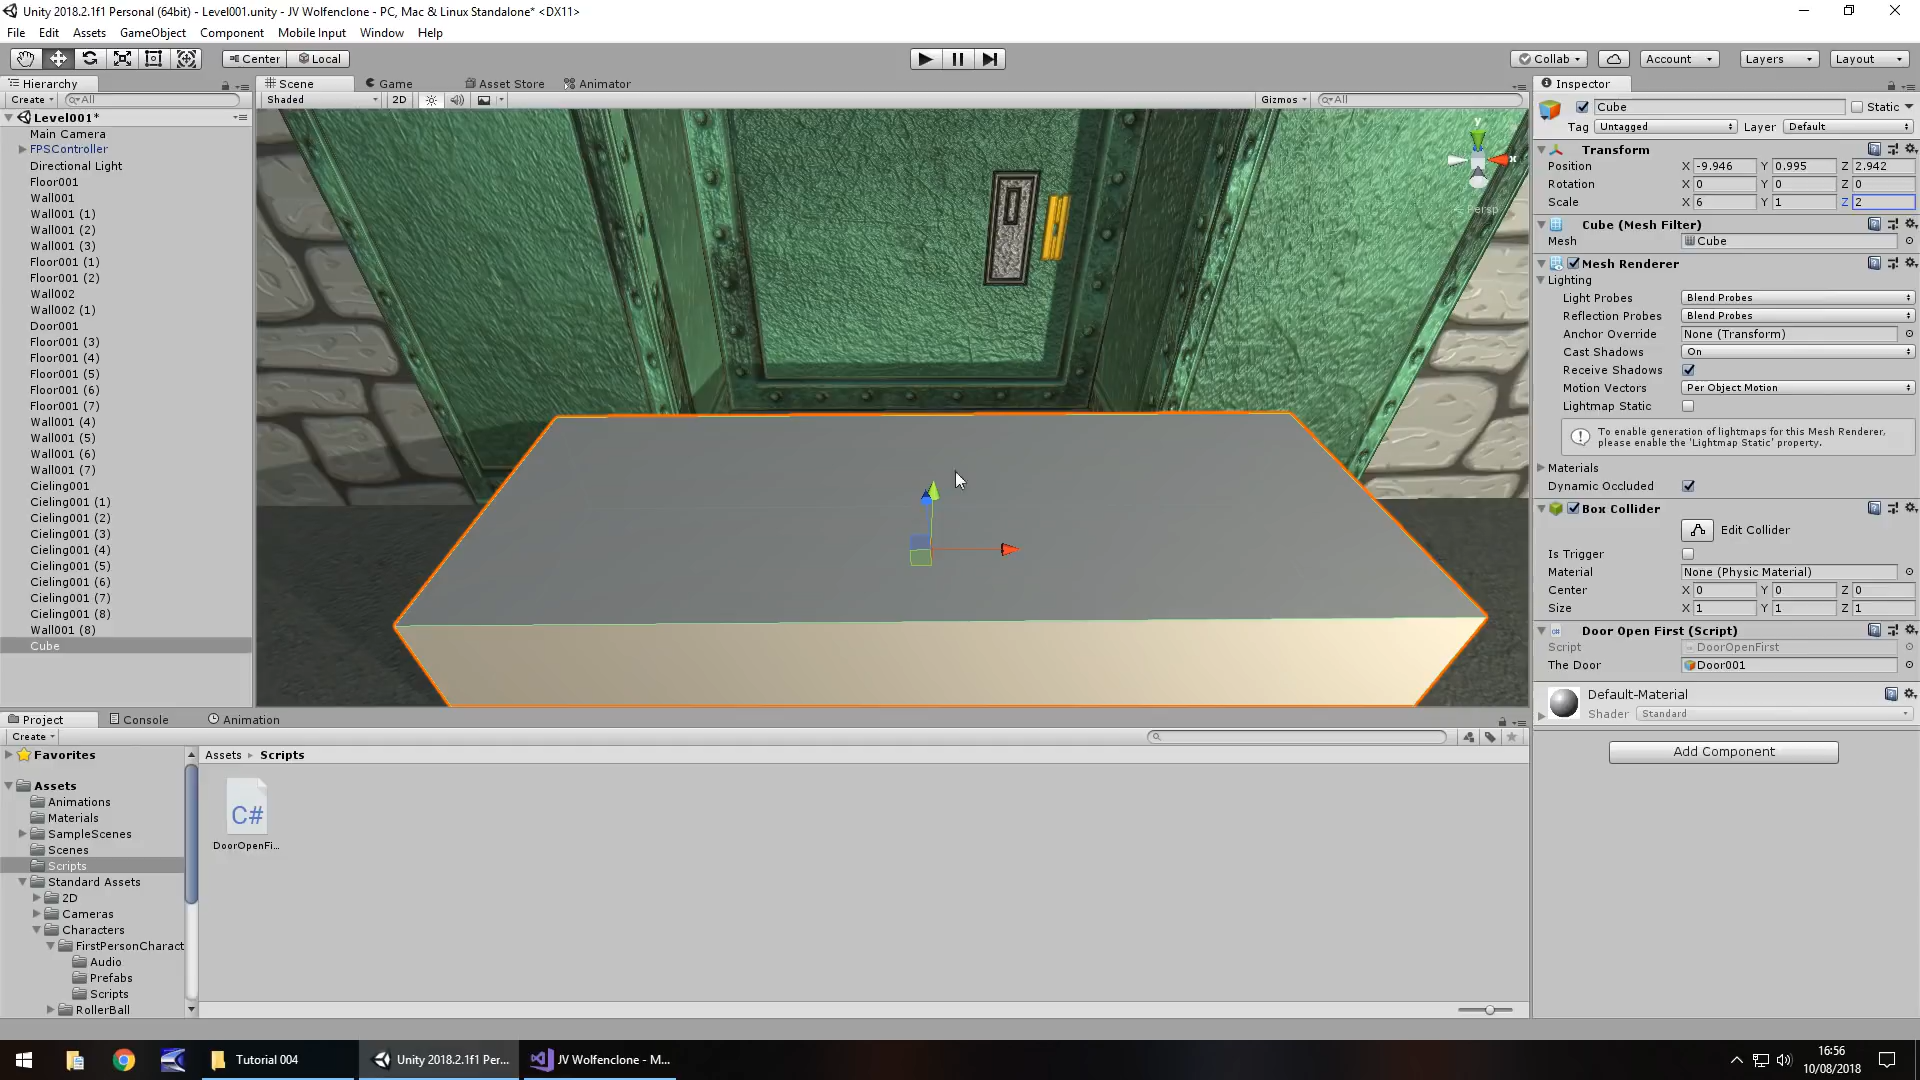 Unity 2018.2.1f1 Personal (64bit) - Level001.unity - JV Wolfenclone - PC, Mac & Linux Standalone* <DX11>
File Edit Assets GameObject Component Mobile Input Window Help
Center Local Collab Account Layers Layout
Hierarchy
Create All
Level001*
Main Camera
FPSController
Directional Light
Floor001
Wall001
Wall001 (1)
Wall001 (2)
Wall001 (3)
Floor001 (1)
Floor001 (2)
Wall002
Wall002 (1)
Door001
Floor001 (3)
Floor001 (4)
Floor001 (5)
Floor001 (6)
Floor001 (7)
Wall001 (4)
Wall001 (5)
Wall001 (6)
Wall001 (7)
Cieling001
Cieling001 (1)
Cieling001 (2)
Cieling001 (3)
Cieling001 (4)
Cieling001 (5)
Cieling001 (6)
Cieling001 (7)
Cieling001 (8)
Wall001 (8)
Cube
Scene Game Asset Store Animator
Shaded 2D Gizmos All
y
x
Persp
Inspector
Cube Static
Tag Untagged Layer Default
Transform
Position X -9.946 Y 0.995 Z 2.942
Rotation X 0 Y 0 Z 0
Scale X 6 Y 1 Z 2
Cube (Mesh Filter)
Mesh Cube
Mesh Renderer
Lighting
Light Probes Blend Probes
Reflection Probes Blend Probes
Anchor Override None (Transform)
Cast Shadows On
Receive Shadows
Motion Vectors Per Object Motion
Lightmap Static
To enable generation of lightmaps for this Mesh Renderer,
please enable the 'Lightmap Static' property.
Materials
Dynamic Occluded
Box Collider
Edit Collider
Is Trigger
Material None (Physic Material)
Center X 0 Y 0 Z 0
Size X 1 Y 1 Z 1
Door Open First (Script)
Script DoorOpenFirst
The Door Door001
Default-Material
Shader Standard
Add Component
Project Console Animation
Create
Favorites
Assets
Animations
Materials
SampleScenes
Scenes
Scripts
Standard Assets
2D
Cameras
Characters
FirstPersonCharact
Audio
Prefabs
Scripts
RollerBall
Assets Scripts
C#
DoorOpenFi...
Tutorial 004
Unity 2018.2.1f1 Per...
JV Wolfenclone - M...
16:56
10/08/2018